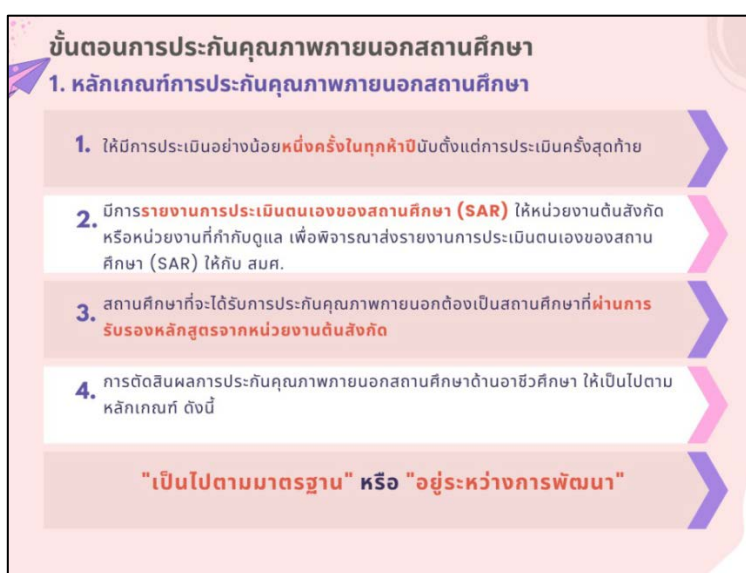 ขั้นตอนการประกันคุณภาพภายนอกสถานศึกษา
1. หลักเกณฑ์การประกันคุณภาพภายนอกสถานศึกษา
1. ให้มีการประเมินอย่างน้อยหนึ่งครั้งในทุกห้าปีนับตั้งแต่การประเมินครั้งสุดท้าย
2. มีการรายงานการประเมินตนเองของสถานศึกษา (SAR) ให้หน่วยงานต้นสังกัด
หรือหน่วยงานที่กำกับดูแล เพื่อพิจารณาส่งรายงานการประเมินตนเองของสถาน
ศึกษา (SAR) ให้กับ สมศ.
3. สถานศึกษาที่จะได้รับการประกันคุณภาพภายนอกต้องเป็นสถานศึกษาที่ผ่านการ
รับรองหลักสูตรจากหน่วยงานต้นสังกัด
4. การตัดสินผลการประกันคุณภาพภายนอกสถานศึกษาด้านอาชีวศึกษา ให้เป็นไปตาม
หลักเกณฑ์ ดังนี้
"เป็นไปตามมาตรฐาน" หรือ "อยู่ระหว่างการพัฒนา"